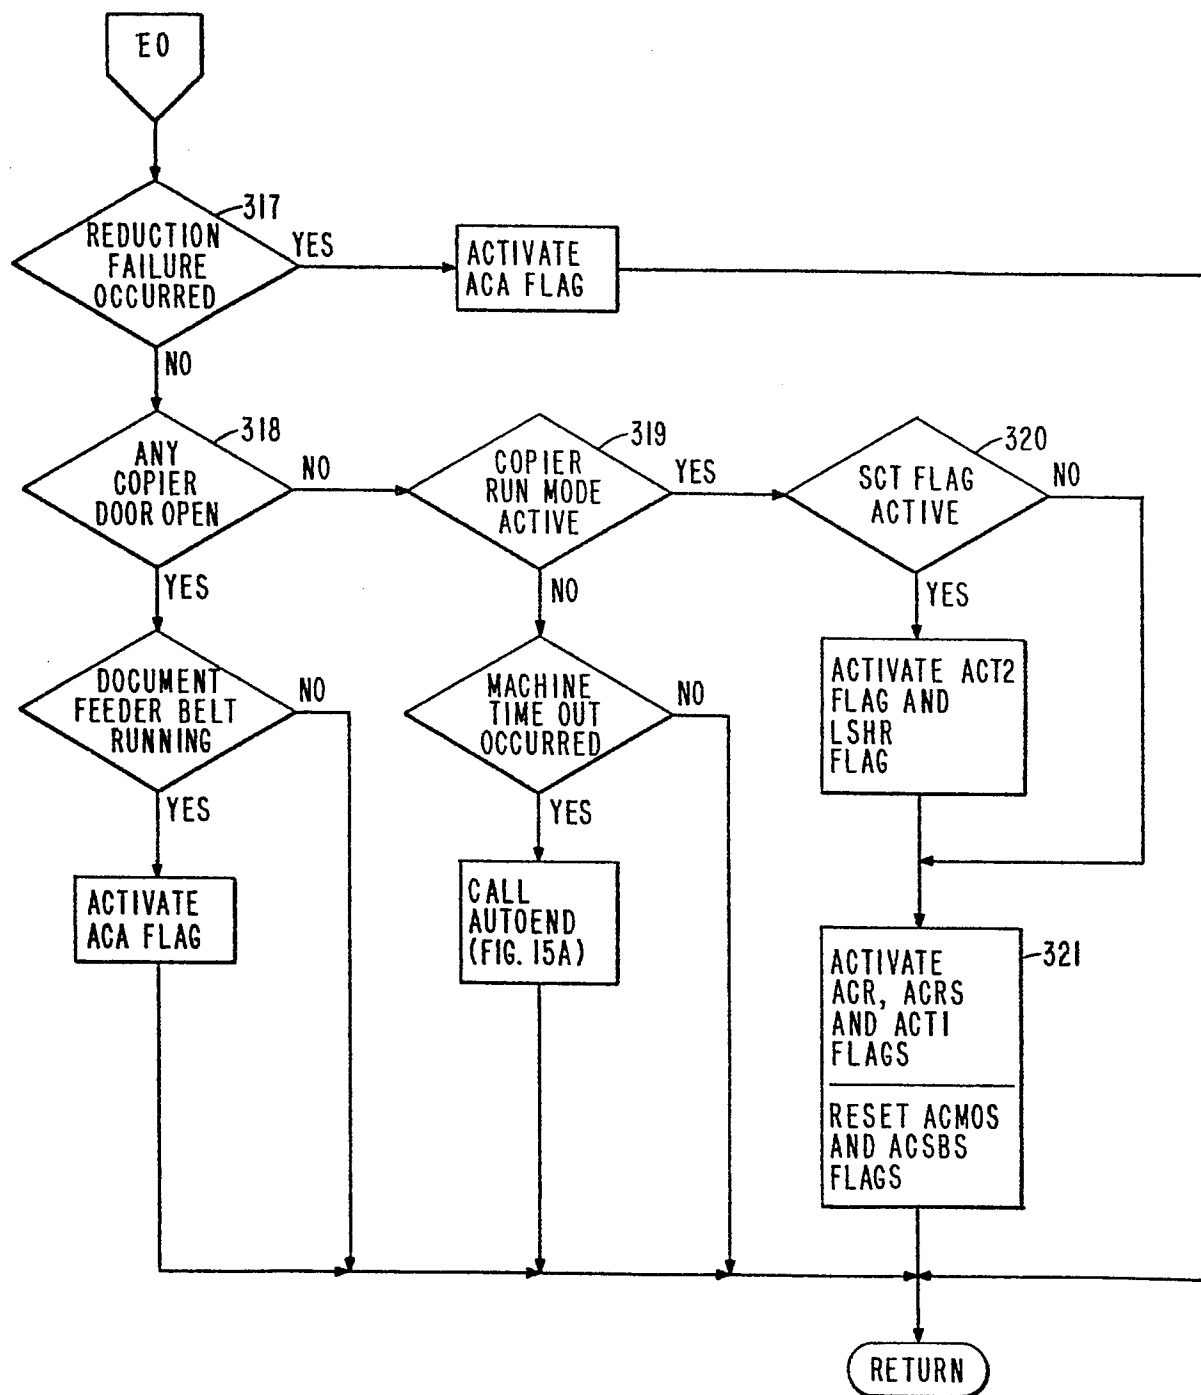 E0
317
REDUCTION
FAILURE
OCCURRED
YES
ACTIVATE
ACA FLAG
NO
318
ANY
COPIER
DOOR OPEN
NO
319
COPIER
RUN MODE
ACTIVE
YES
320
SCT FLAG
ACTIVE
NO
YES
NO
YES
DOCUMENT
FEEDER BELT
RUNNING
NO
MACHINE
TIME OUT
OCCURRED
NO
ACTIVATE ACT2
FLAG AND
LSHR
FLAG
YES
YES
ACTIVATE
ACA FLAG
CALL
AUTOEND
(FIG. 15A)
321
ACTIVATE
ACR, ACRS
AND ACT1
FLAGS
RESET ACMOS
AND ACSBS
FLAGS
RETURN